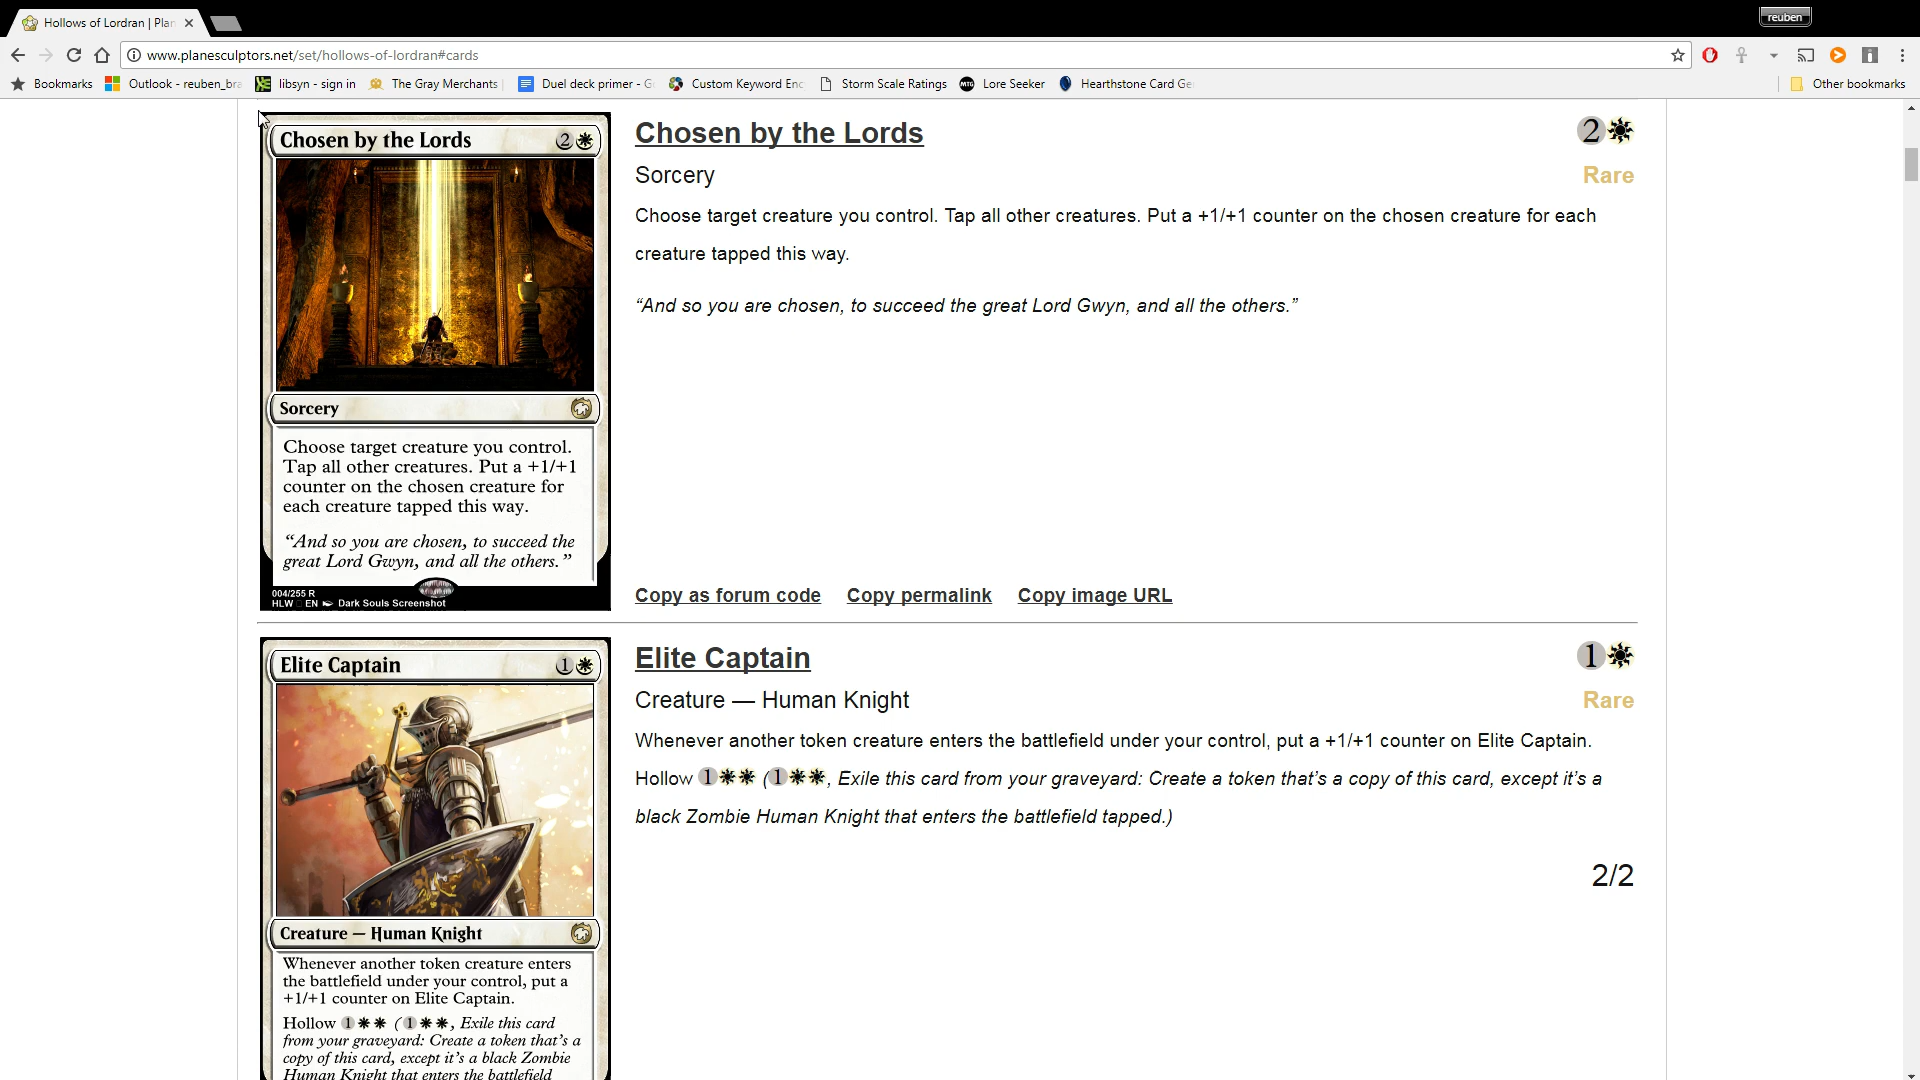 Hollows of Lordran | Plan
reuben
www.planesculptors.net/set/hollows-of-lordran#cards
Bookmarks
Outlook - reuben_bra
libsyn - sign in
The Gray Merchants
Duel deck primer - G
Custom Keyword Enc
Storm Scale Ratings
Lore Seeker
Hearthstone Card Ge
Other bookmarks
Chosen by the Lords 2
Sorcery
Choose target creature you control.
Tap all other creatures. Put a +1/+1
counter on the chosen creature for
each creature tapped this way.
“And so you are chosen, to succeed the
great Lord Gwyn, and all the others.”
004/255 R
HLW EN Dark Souls Screenshot
Chosen by the Lords 2
Sorcery Rare
Choose target creature you control. Tap all other creatures. Put a +1/+1 counter on the chosen creature for each
creature tapped this way.
“And so you are chosen, to succeed the great Lord Gwyn, and all the others.”
Copy as forum code Copy permalink Copy image URL
Elite Captain 1
Creature — Human Knight
Whenever another token creature enters
the battlefield under your control, put a
+1/+1 counter on Elite Captain.
Hollow 1 (1 , Exile this card
from your graveyard: Create a token that’s a
copy of this card, except it’s a black Zombie
Human Knight that enters the battlefield
Elite Captain 1
Creature — Human Knight Rare
Whenever another token creature enters the battlefield under your control, put a +1/+1 counter on Elite Captain.
Hollow 1 (1 , Exile this card from your graveyard: Create a token that’s a copy of this card, except it’s a
black Zombie Human Knight that enters the battlefield tapped.)
2/2